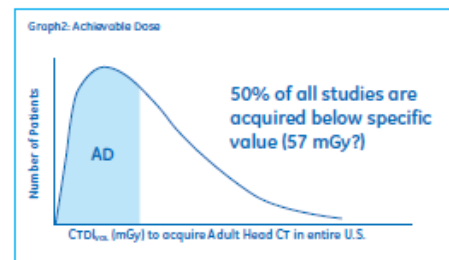 Graph2: Achievable Dose
50% of all studies are
acquired below specific
value (57 mGy?)
Number of Patients
AD
CTDIVOL (mGy) to acquire Adult Head CT in entire U.S.